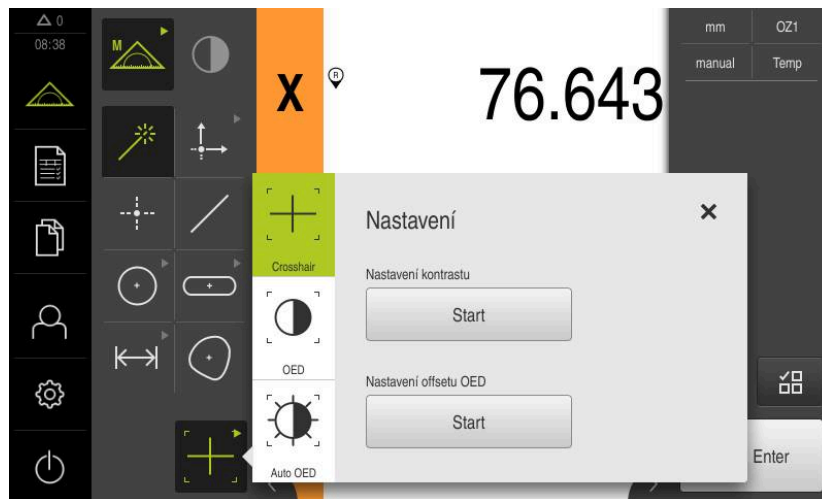 0
08:38
M
X
R
76.643
mm
OZ1
manual
Temp
Crosshair
Nastavení
Nastavení kontrastu
Start
OED
Nastavení offsetu OED
Start
Auto OED
Enter